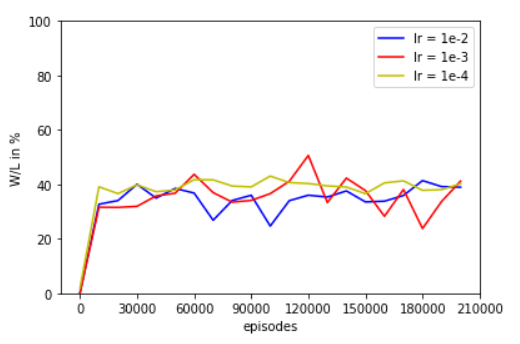 100
80
60
40
20
0
W/L in %
lr = 1e-2
lr = 1e-3
lr = 1e-4
0 30000 60000 90000 120000 150000 180000 210000
episodes